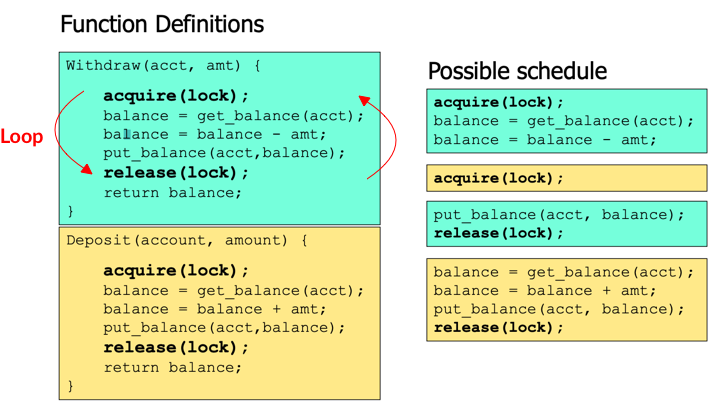 Function Definitions
Withdraw(acct, amt) {
acquire(lock);
balance = get_balance(acct);
balance = balance - amt;
put_balance(acct,balance);
release(lock);
return balance;
}
Loop
Deposit(account, amount) {
acquire(lock);
balance = get_balance(acct);
balance = balance + amt;
put_balance(acct,balance);
release(lock);
return balance;
}
Possible schedule
acquire(lock);
balance = get_balance(acct);
balance = balance - amt;
acquire(lock);
put_balance(acct, balance);
release(lock);
balance = get_balance(acct);
balance = balance + amt;
put_balance(acct, balance);
release(lock);